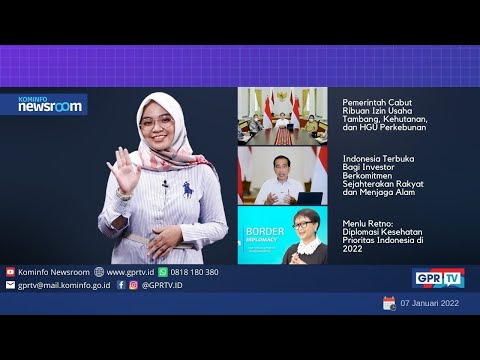 KOMINFO
newsroom
Pemerintah Cabut
Ribuan Izin Usaha
Tambang, Kehutanan,
dan HGU Perkebunan
Indonesia Terbuka
Bagi Investor
Berkomitmen
Sejahterakan Rakyat
dan Menjaga Alam
BORDER
DIPLOMACY
Menlu Retno:
Diplomasi Kesehatan
Prioritas Indonesia di
2022
Kominfo Newsroom www.gprtv.id 0818 180 380
gprtv@mail.kominfo.go.id @GPRTV.ID
GPR TV
07 Januari 2022